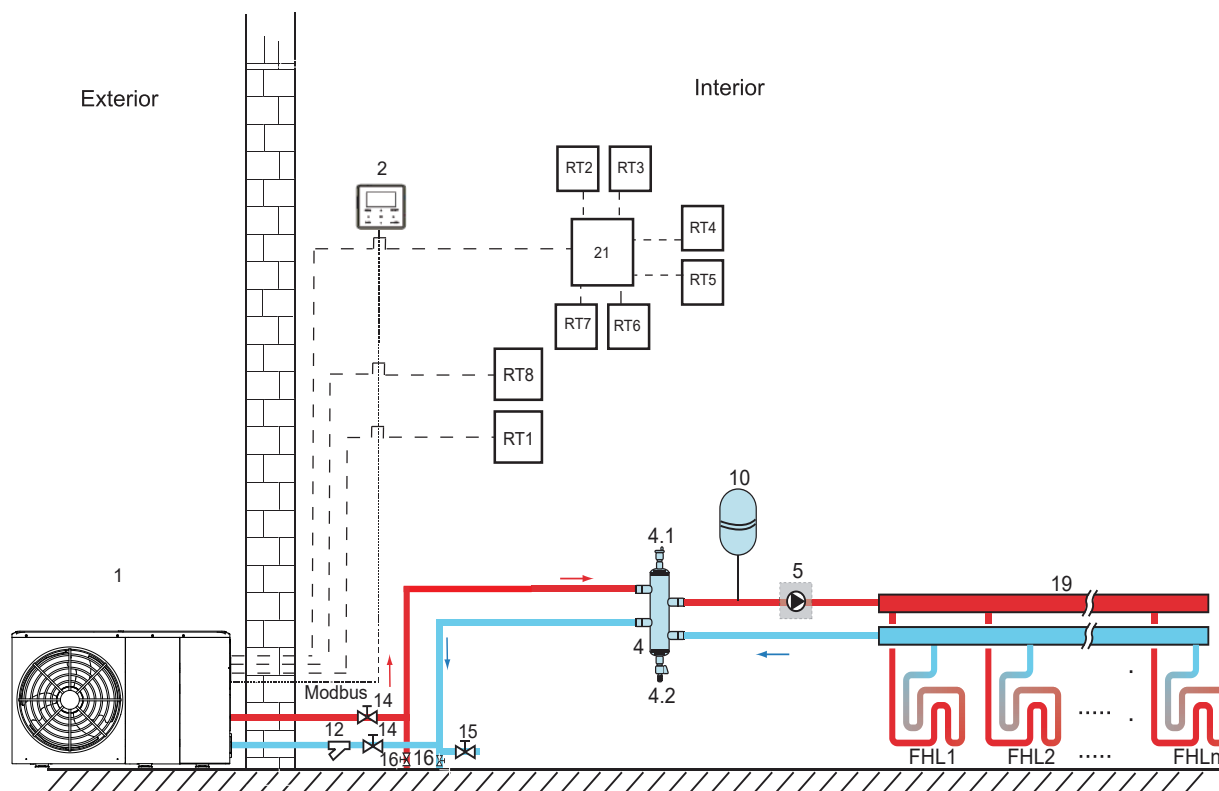 Exterior
Interior
2
RT2
RT3
RT4
21
RT5
RT7
RT6
RT8
RT1
10
4.1
1
5
19
4
4.2
Modbus
14
12
14
15
16
16
.....
.
.
FHL1
FHL2
.....
FHLn